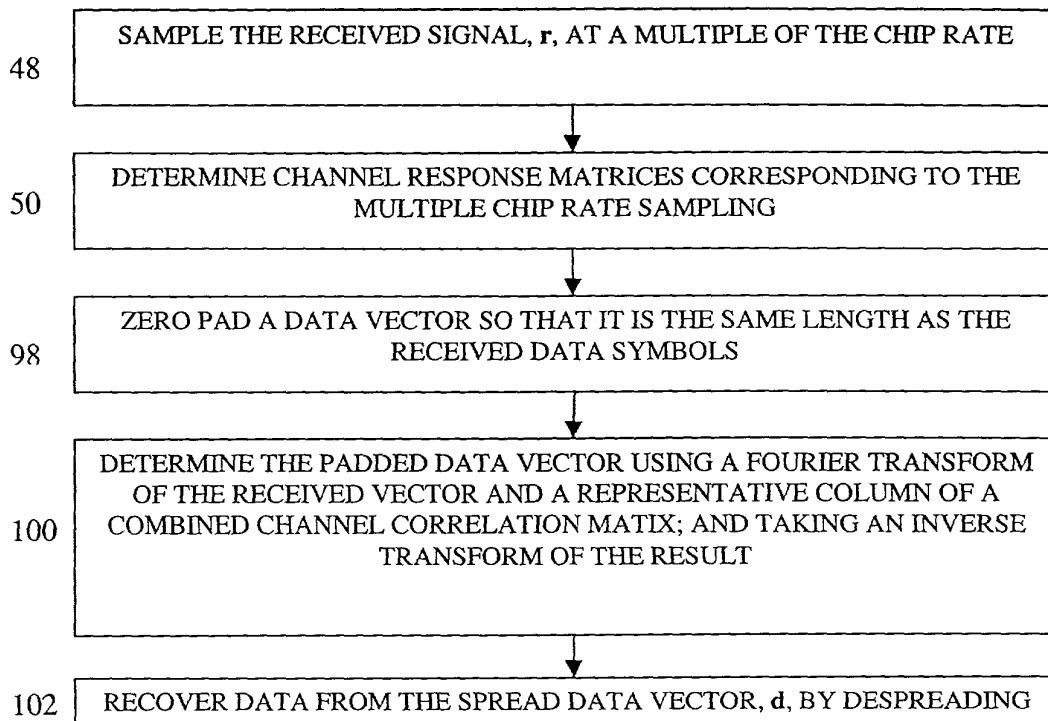 SAMPLE THE RECEIVED SIGNAL, r, AT A MULTIPLE OF THE CHIP RATE
48
DETERMINE CHANNEL RESPONSE MATRICES CORRESPONDING TO THE
MULTIPLE CHIP RATE SAMPLING
50
ZERO PAD A DATA VECTOR SO THAT IT IS THE SAME LENGTH AS THE
RECEIVED DATA SYMBOLS
98
DETERMINE THE PADDED DATA VECTOR USING A FOURIER TRANSFORM
OF THE RECEIVED VECTOR AND A REPRESENTATIVE COLUMN OF A
COMBINED CHANNEL CORRELATION MATIX; AND TAKING AN INVERSE
TRANSFORM OF THE RESULT
100
102 RECOVER DATA FROM THE SPREAD DATA VECTOR, d, BY DESPREADING